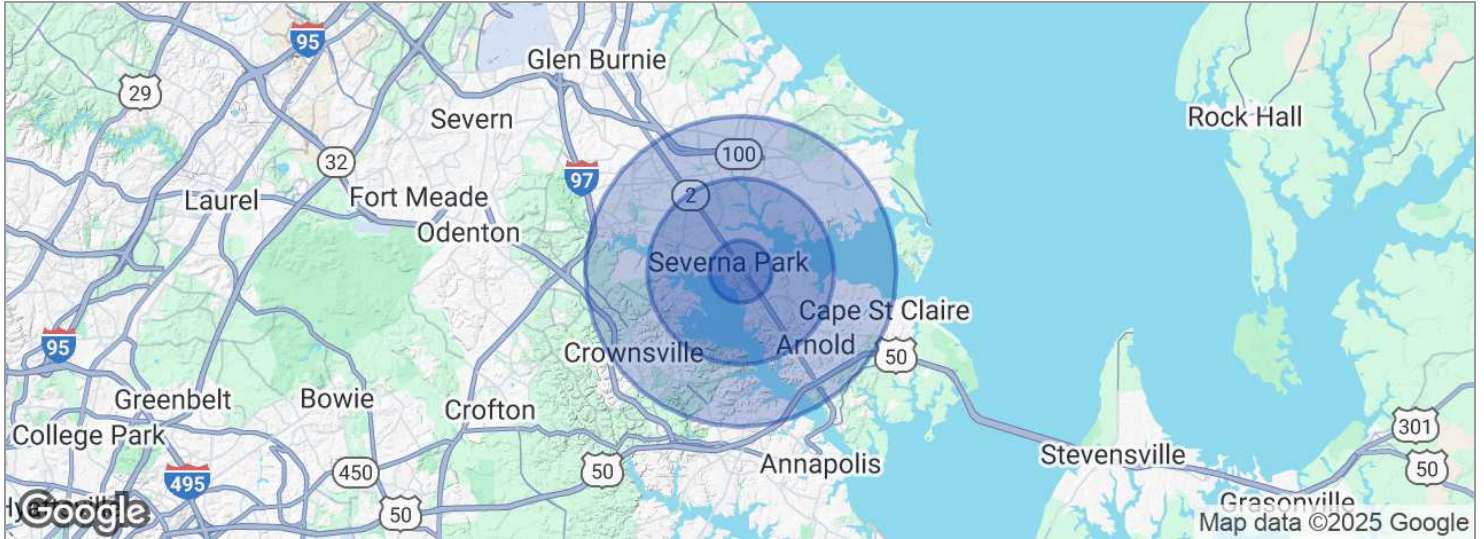 95
Glen Burnie
29
Severn
Rock Hall
100
32
97
Laurel
Fort Meade
2
Odenton
Severna Park
Cape St Claire
95
Arnold
Crownsville
50
Greenbelt
Bowie
Crofton
College Park
301
450
Annapolis
Stevensville
50
50
495
Grasonville
50
Google
Map data ©2025 Google